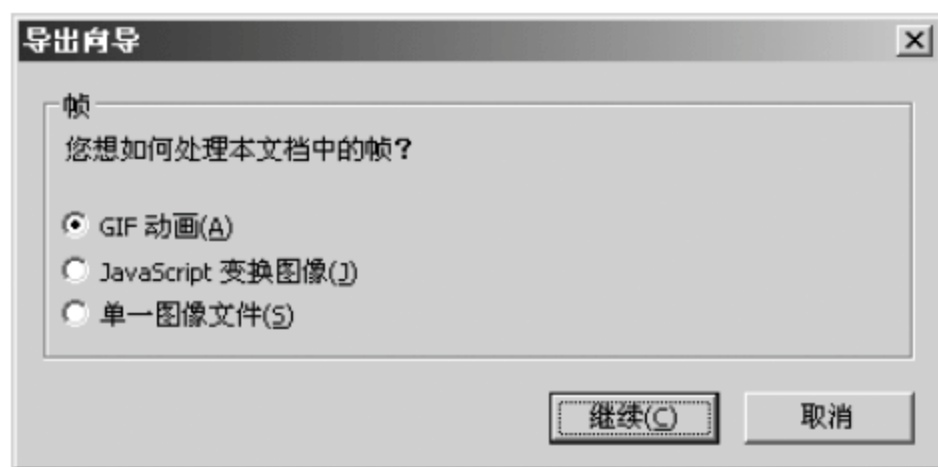 导出向导
帧
您想如何处理本文档中的帧?
GIF 动画(A)
JavaScript 变换图像(J)
单一图像文件(S)
继续(C)
取消